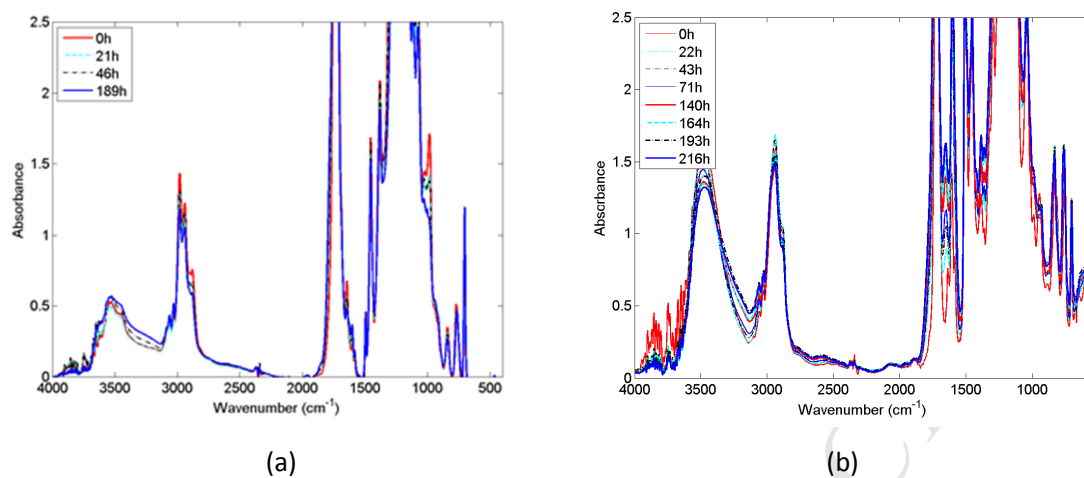 2.5
2
1.5
1
0.5
0
4000 3500 3000 2500 2000 1500 1000 500
Absorbance
Wavenumber (cm-1)
0h
21h
46h
189h
(a)
2.5
2
1.5
1
0.5
0
4000 3500 3000 2500 2000 1500 1000
Absorbance
Wavenumber (cm-1)
0h
22h
43h
71h
140h
164h
193h
216h
(b)